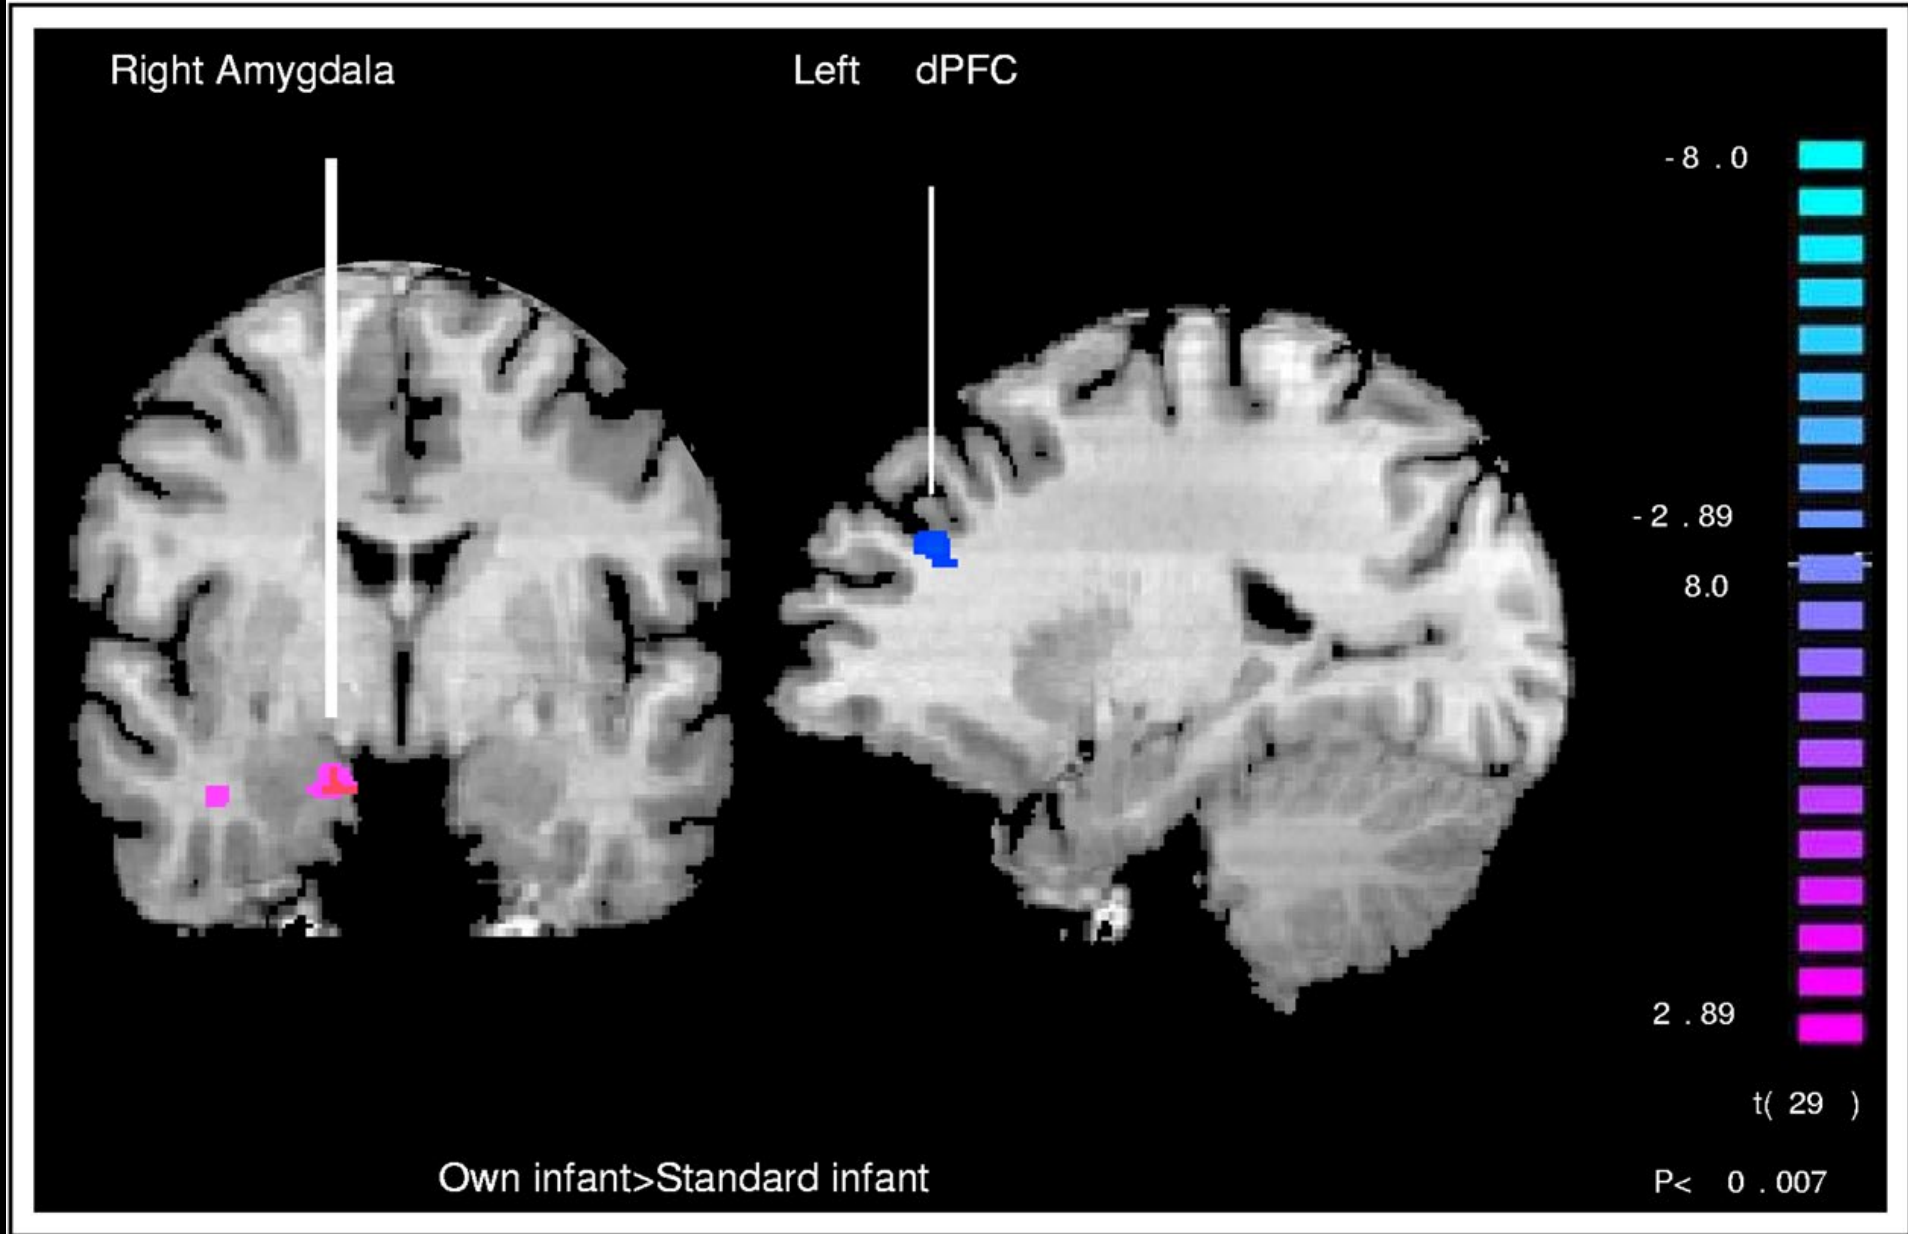 Right Amygdala
Left dPFC
-8.0
-2.89
8.0
2.89
t( 29 )
Own infant>Standard infant
P< 0.007